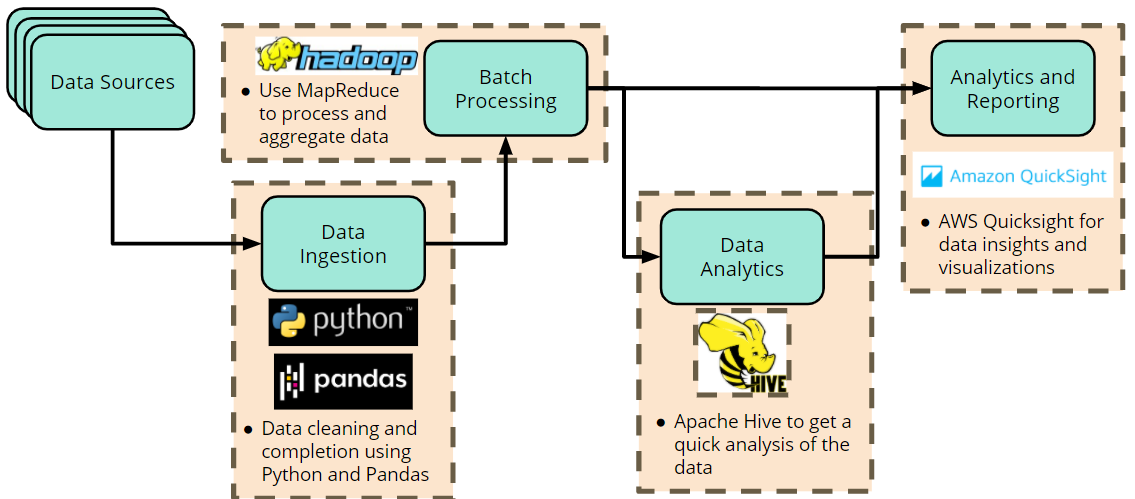 Data Sources
hadoop
Use MapReduce
to process and
aggregate data
Batch
Processing
Data
Ingestion
python™
pandas
Data cleaning and
completion using
Python and Pandas
Data
Analytics
HIVE
Apache Hive to get a
quick analysis of the
data
Analytics and
Reporting
Amazon QuickSight
AWS Quicksight for
data insights and
visualizations